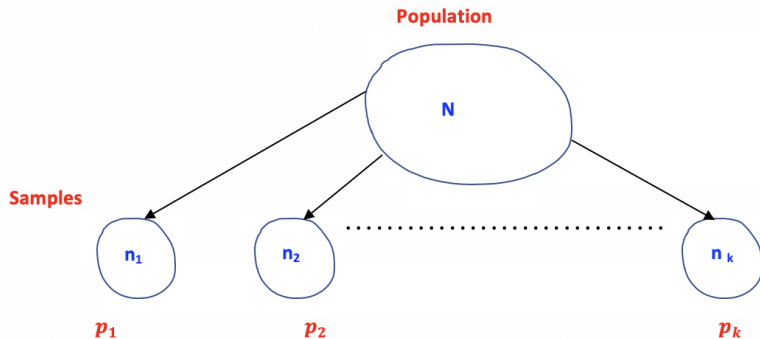 Population
N
Samples
n₁
n₂
n ₖ
p₁
p₂
pₖ